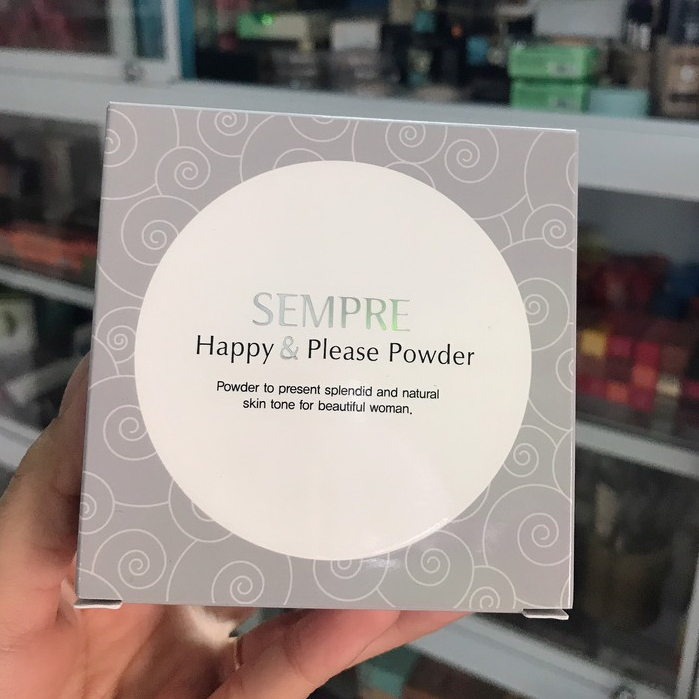 SEMPRE
Happy & Please Powder
Powder to present splendid and natural
skin tone for beautiful woman.